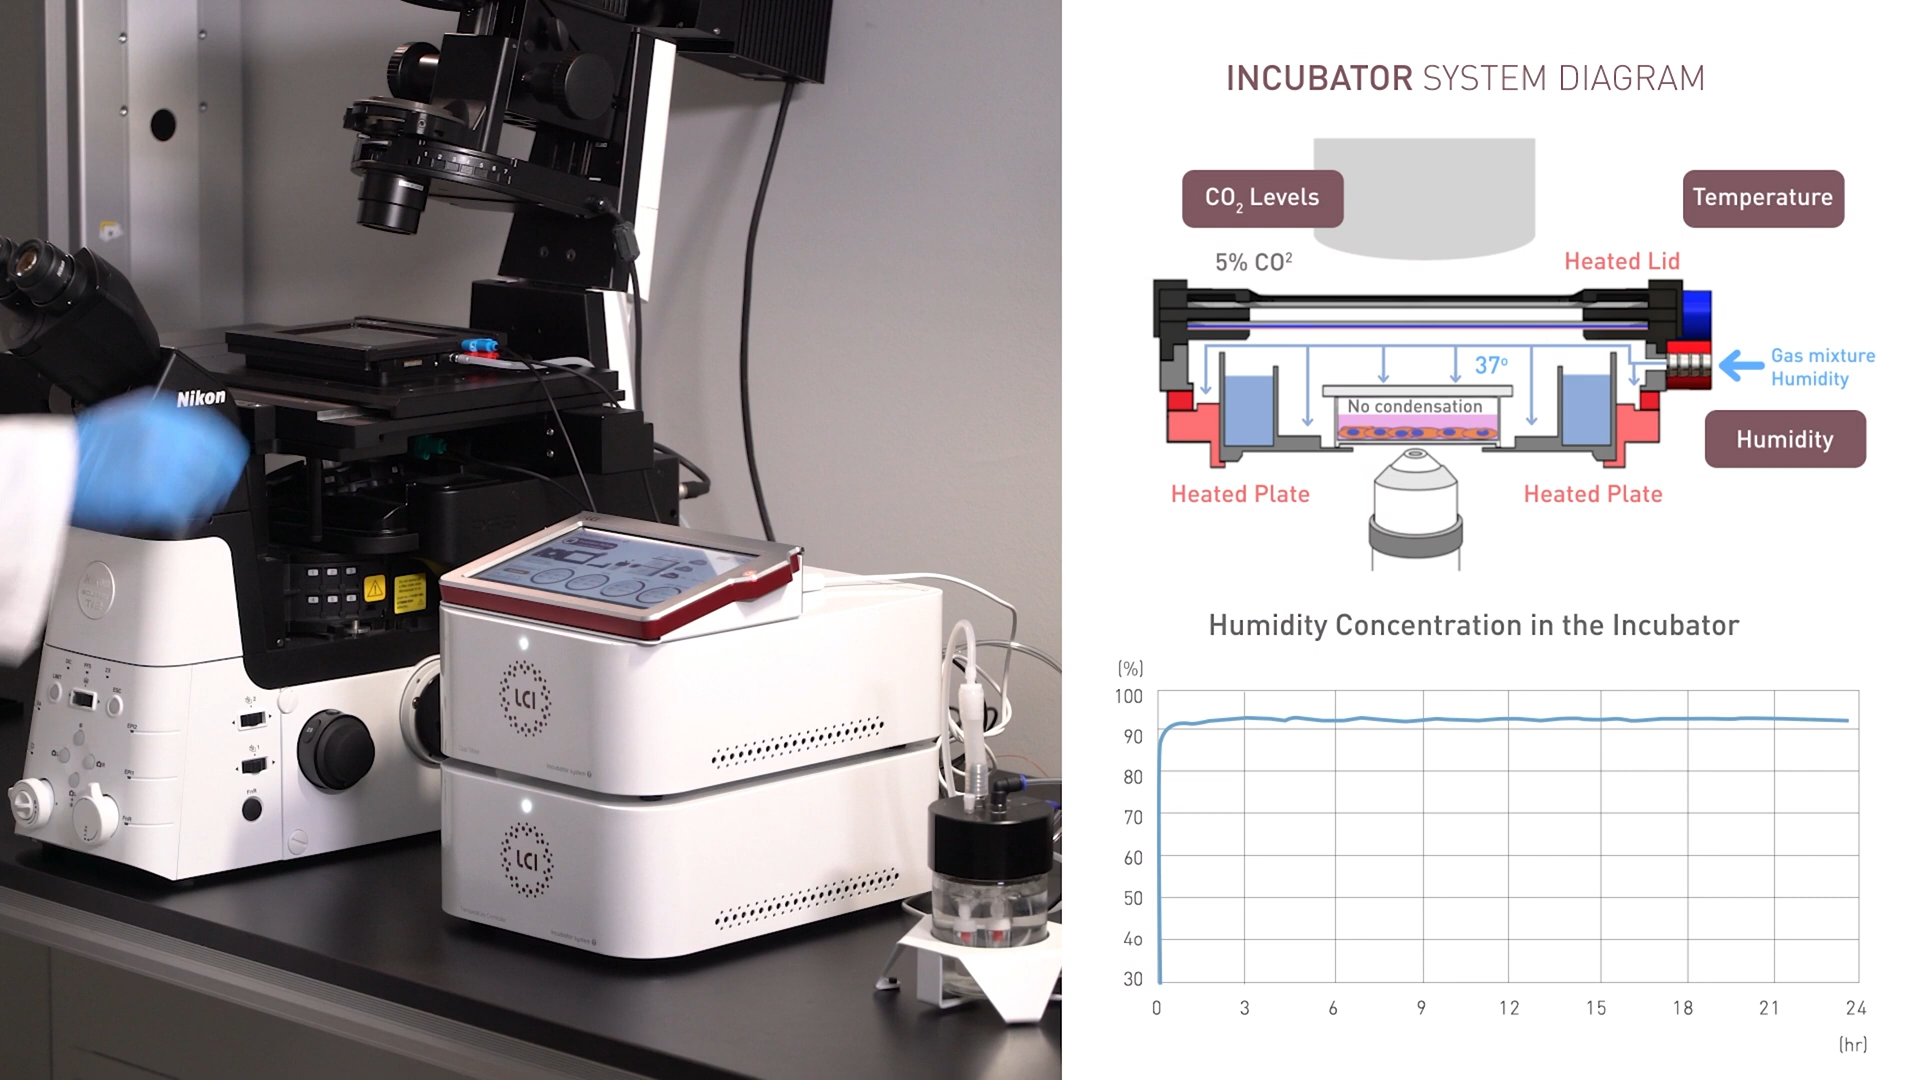 Nikon
LCI
LCI
INCUBATOR SYSTEM DIAGRAM
CO2 Levels
Temperature
5% CO²
Heated Lid
37°
Gas mixture
Humidity
No condensation
Humidity
Heated Plate
Heated Plate
Humidity Concentration in the Incubator
(%)
100
90
80
70
60
50
40
30
0 3 6 9 12 15 18 21 24
(hr)